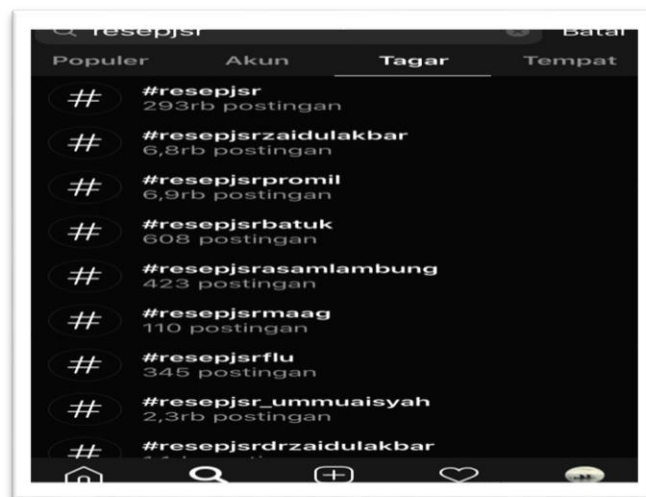 resepjsr Batal
Populer Akun Tagar Tempat
#resepjsr
293rb postingan
#resepjsrzaidulakbar
6,8rb postingan
#resepjsrpromil
6,9rb postingan
#resepjsrbatuk
608 postingan
#resepjsrasamlambung
423 postingan
#resepjsrmaag
110 postingan
#resepjsrflu
345 postingan
#resepjsr_ummuaisyah
2,3rb postingan
#resepjsrdrzaidulakbar